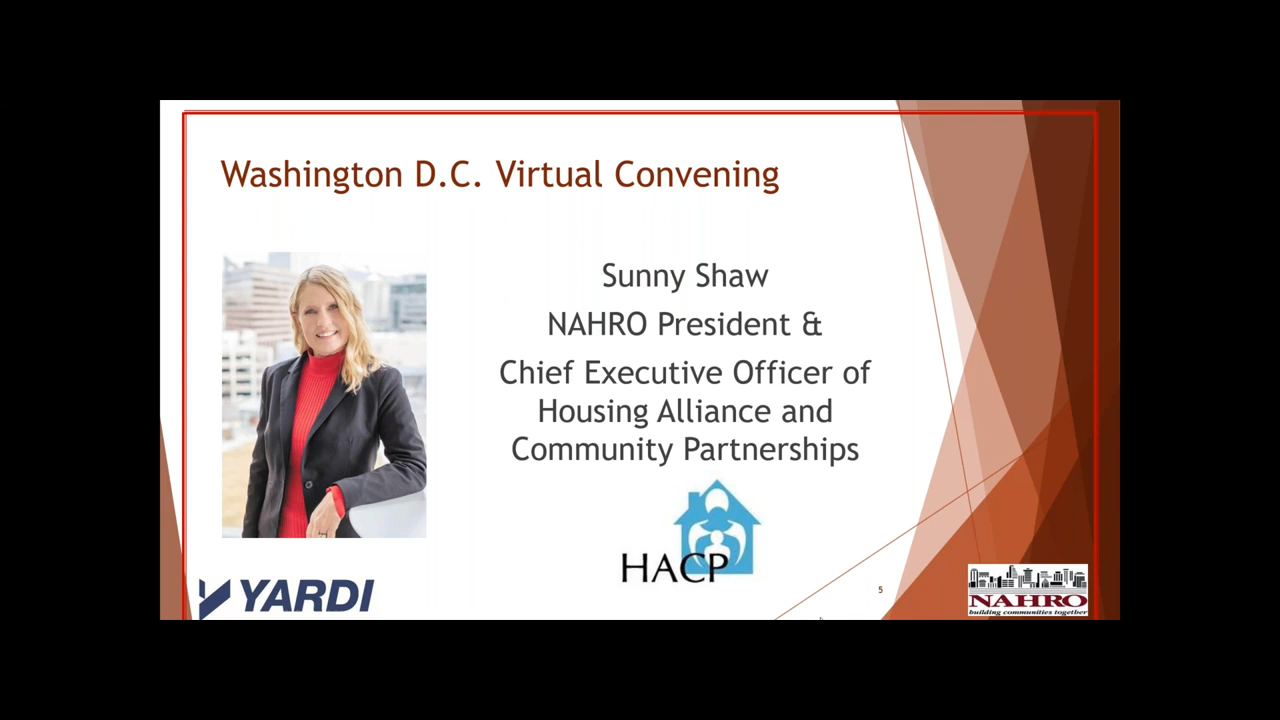 Washington D.C. Virtual Convening
Sunny Shaw
NAHRO President &
Chief Executive Officer of
Housing Alliance and
Community Partnerships
HACP
YARDI
5
NAHRO
building communities together